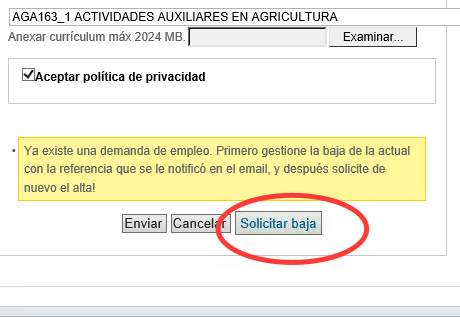 AGA163_1 ACTIVIDADES AUXILIARES EN AGRICULTURA
Anexar currículum máx 2024 MB. Examinar...
Aceptar política de privacidad
• Ya existe una demanda de empleo. Primero gestione la baja de la actual
con la referencia que se le notificó en el email, y después solicite de
nuevo el alta!
Enviar Cancelar Solicitar baja